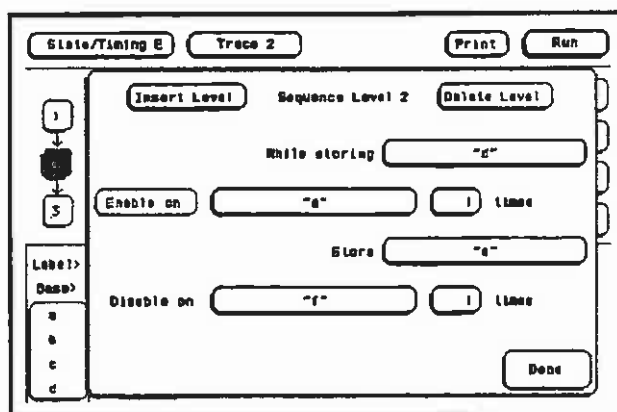 State/Timing E Trace 2 Print Run
Insert Level Sequence Level 2 Delete Level
1
While storing "d"
3
Enable on 1 times
Store
Disable on "f" 1 times
Label>
Base>
a
c
d
Done